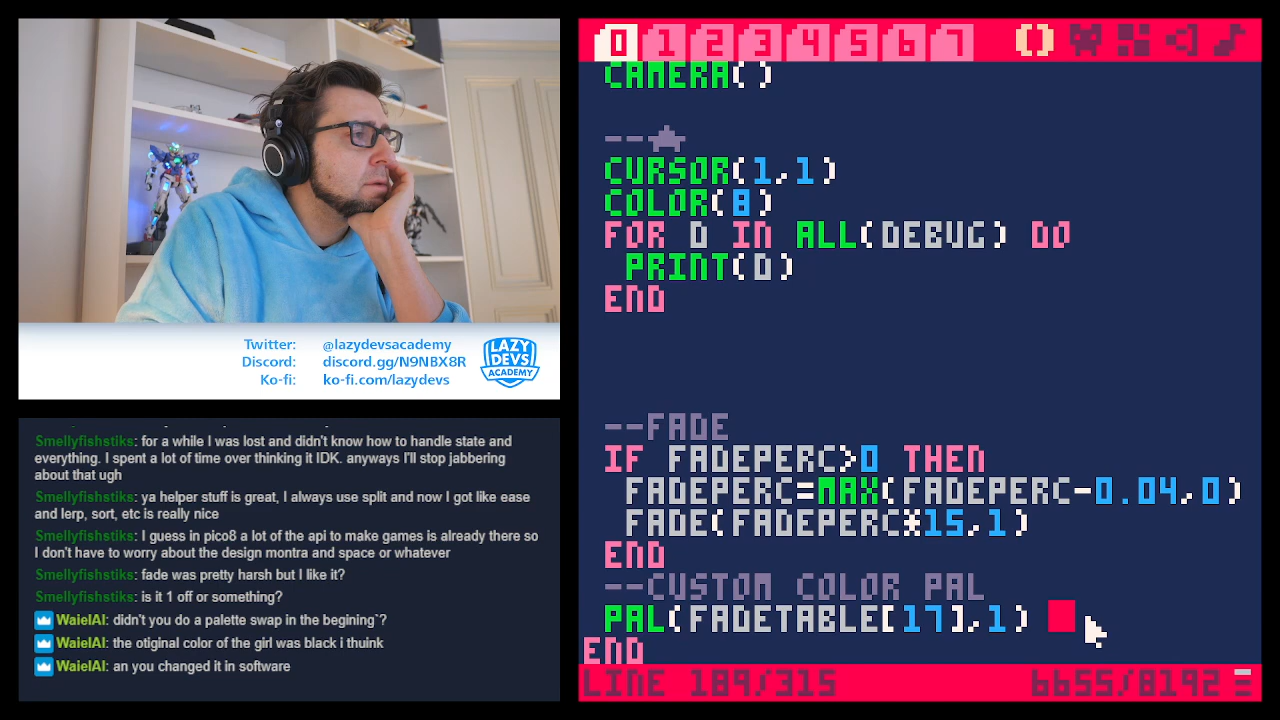 Twitter: @lazydevsacademy
Discord: discord.gg/N9NBX8R
Ko-fi: ko-fi.com/lazydevs
LAZY
DEVS
ACADEMY
Smellyfishstiks: for a while I was lost and didn't know how to handle state and
everything. I spent a lot of time over thinking it IDK. anyways I'll stop jabbering
about that ugh
Smellyfishstiks: ya helper stuff is great, I always use split and now I got like ease
and lerp, sort, etc is really nice
Smellyfishstiks: I guess in pico8 a lot of the api to make games is already there so
I don't have to worry about the design montra and space or whatever
Smellyfishstiks: fade was pretty harsh but I like it?
Smellyfishstiks: is it 1 off or something?
WaielAI: didn't you do a palette swap in the begining`?
WaielAI: the otiginal color of the girl was black i thuink
WaielAI: an you changed it in software
0 1 2 3 4 5 6 7 ()
CAMERA()
--
CURSOR(1,1)
COLOR(8)
FOR D IN ALL(DEBUG) DO
PRINT(D)
END
--FADE
IF FADEPERC>0 THEN
FADEPERC=MAX(FADEPERC-0.04,0)
FADE(FADEPERC*15,1)
END
--CUSTOM COLOR PAL
PAL(FADETABLE[17],1)
END
LINE 189/315 6655/8192